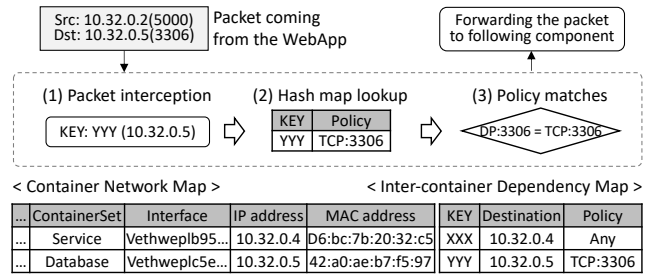 Src: 10.32.0.2(5000)
Dst: 10.32.0.5(3306)
Packet coming
from the WebApp
Forwarding the packet
to following component
(1) Packet interception
(2) Hash map lookup
(3) Policy matches
KEY: YYY (10.32.0.5)
KEY Policy
YYY TCP:3306
DP:3306 = TCP:3306
< Container Network Map >
< Inter-container Dependency Map >
... ContainerSet Interface IP address MAC address
... Service Vethweplb95... 10.32.0.4 D6:bc:7b:20:32:c5
... Database Vethweplc5e... 10.32.0.5 42:a0:ae:b7:f5:97
KEY Destination Policy
XXX 10.32.0.4 Any
YYY 10.32.0.5 TCP:3306